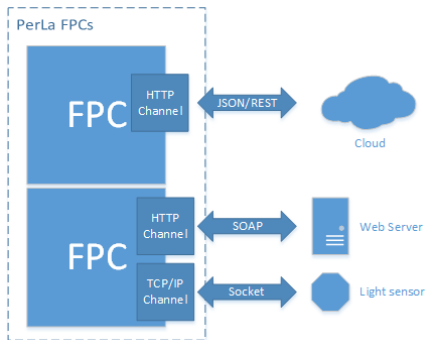 PerLa FPCs
FPC
HTTP
Channel
JSON/REST
Cloud
FPC
HTTP
Channel
SOAP
Web Server
TCP/IP
Channel
Socket
Light sensor